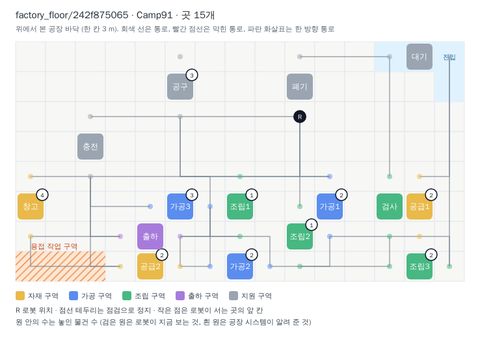 factory_floor/242f875065 · Camp91 · 곳 15개
위에서 본 공장 바닥 (한 칸 3 m). 회색 선은 통로, 빨간 점선은 막힌 통로, 파란 화살표는 한 방향 통로
대기
진입
공구 3
폐기
R
충전
창고 4
가공3 3
조립1 1
가공1 2
검사
공급1 2
출하
조립2 1
용접 작업 구역
공급2 2
가공2 2
조립3 2
자재 구역
가공 구역
조립 구역
출하 구역
지원 구역
R 로봇 위치 · 점선 테두리는 점검으로 정지 · 작은 점은 로봇이 서는 곳의 앞 칸
원 안의 수는 놓인 물건 수 (검은 원은 로봇이 지금 보는 것, 흰 원은 공장 시스템이 알려 준 것)